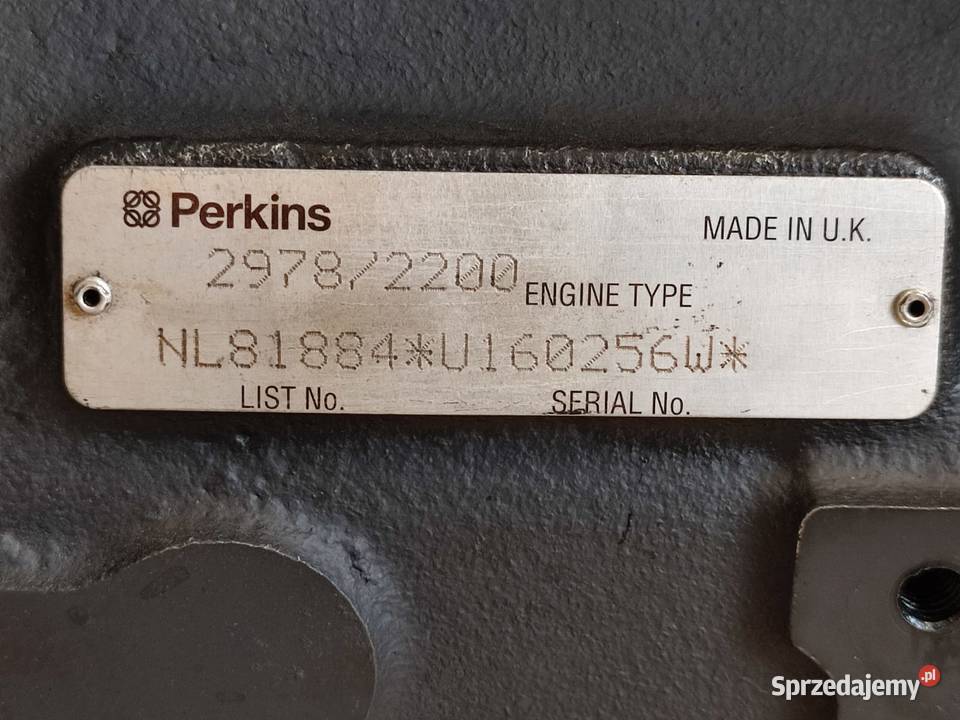 Perkins
MADE IN U.K.
2978/2200
ENGINE TYPE
NL81884*U160256W*
LIST No.
SERIAL No.
Sprzedajemy.pl